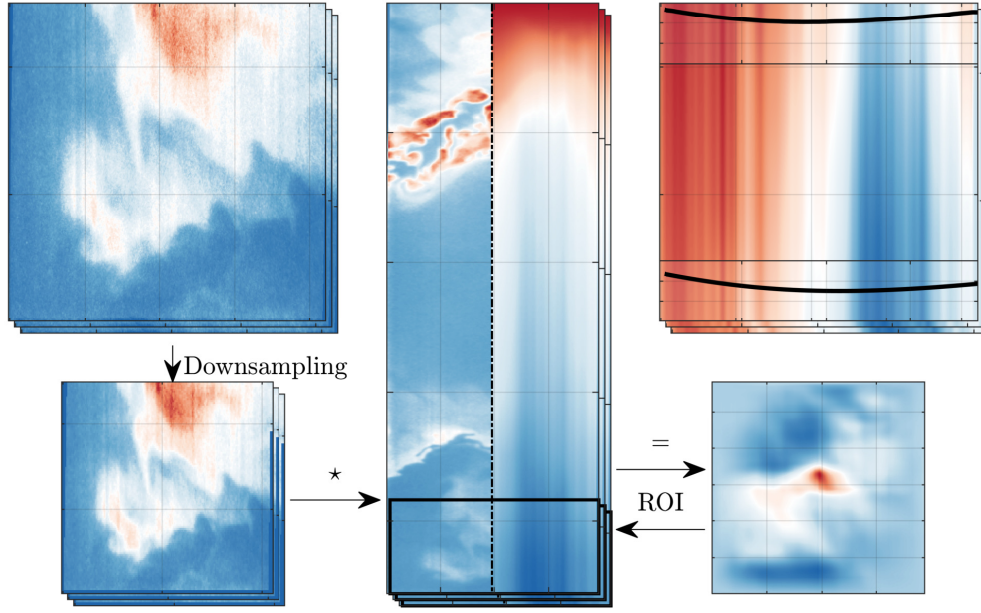 Downsampling
⋆
=
ROI